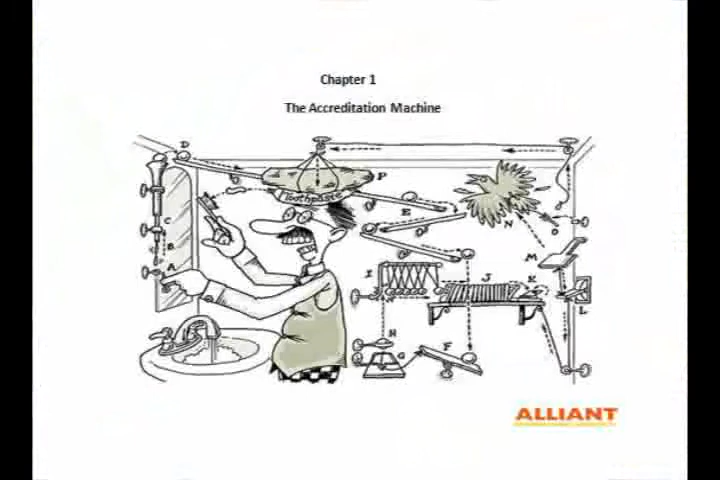 Chapter 1
The Accreditation Machine
D
P
Toothpaste
E
C
N
O
B
A
M
I
J
K
L
H
G
F
ALLIANT